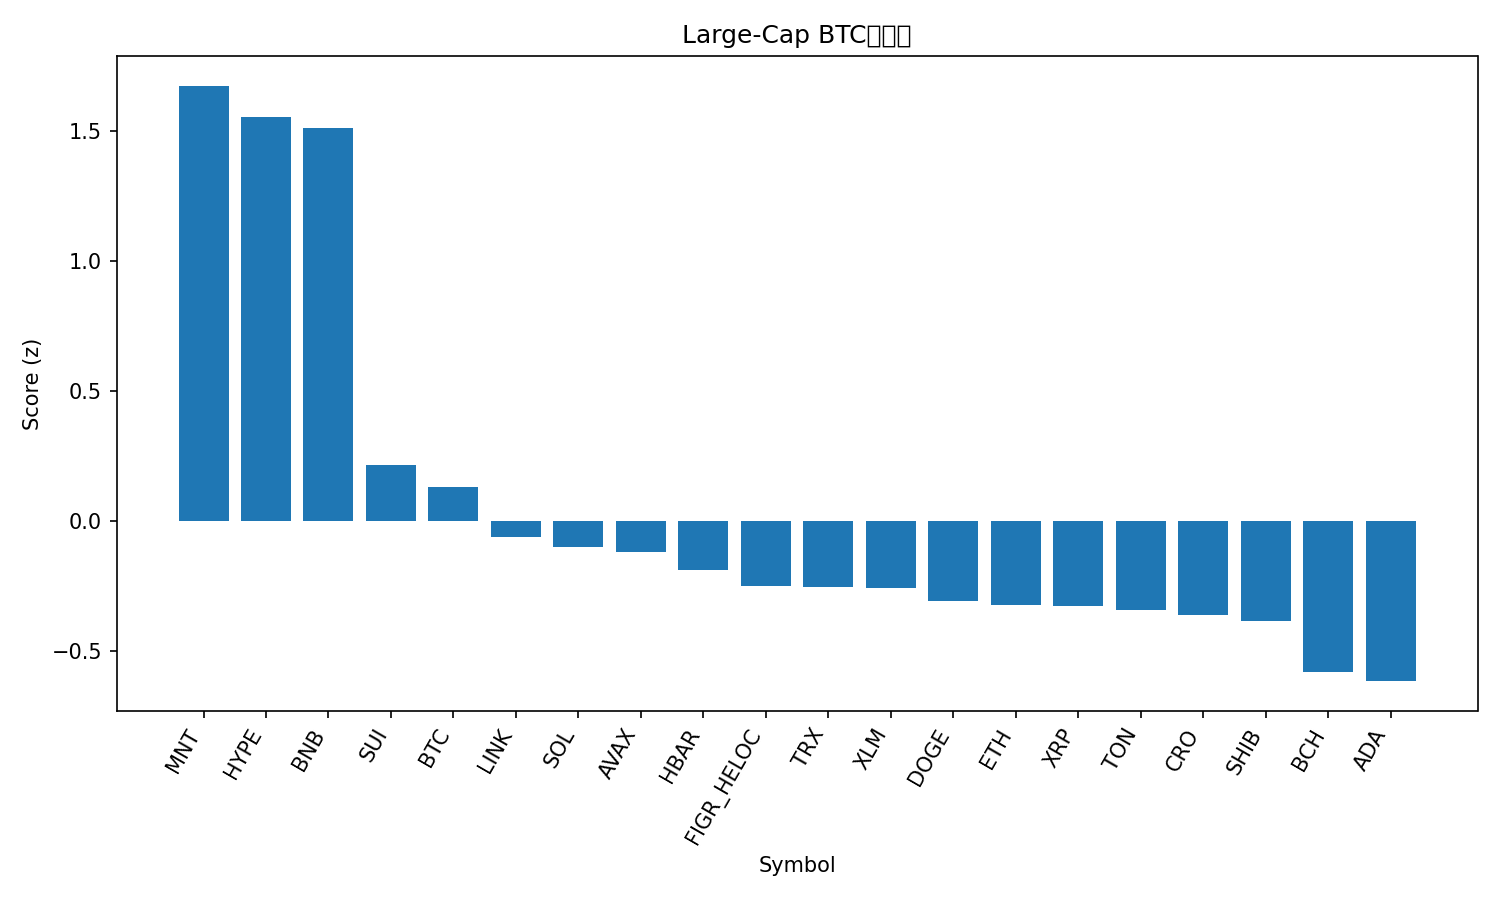 Large-Cap BTC
Score (z)
1.5
1.0
0.5
0.0
−0.5
MNT
HYPE
BNB
SUI
BTC
LINK
SOL
AVAX
HBAR
FIGR_HELOC
TRX
XLM
DOGE
ETH
XRP
TON
CRO
SHIB
BCH
ADA
Symbol